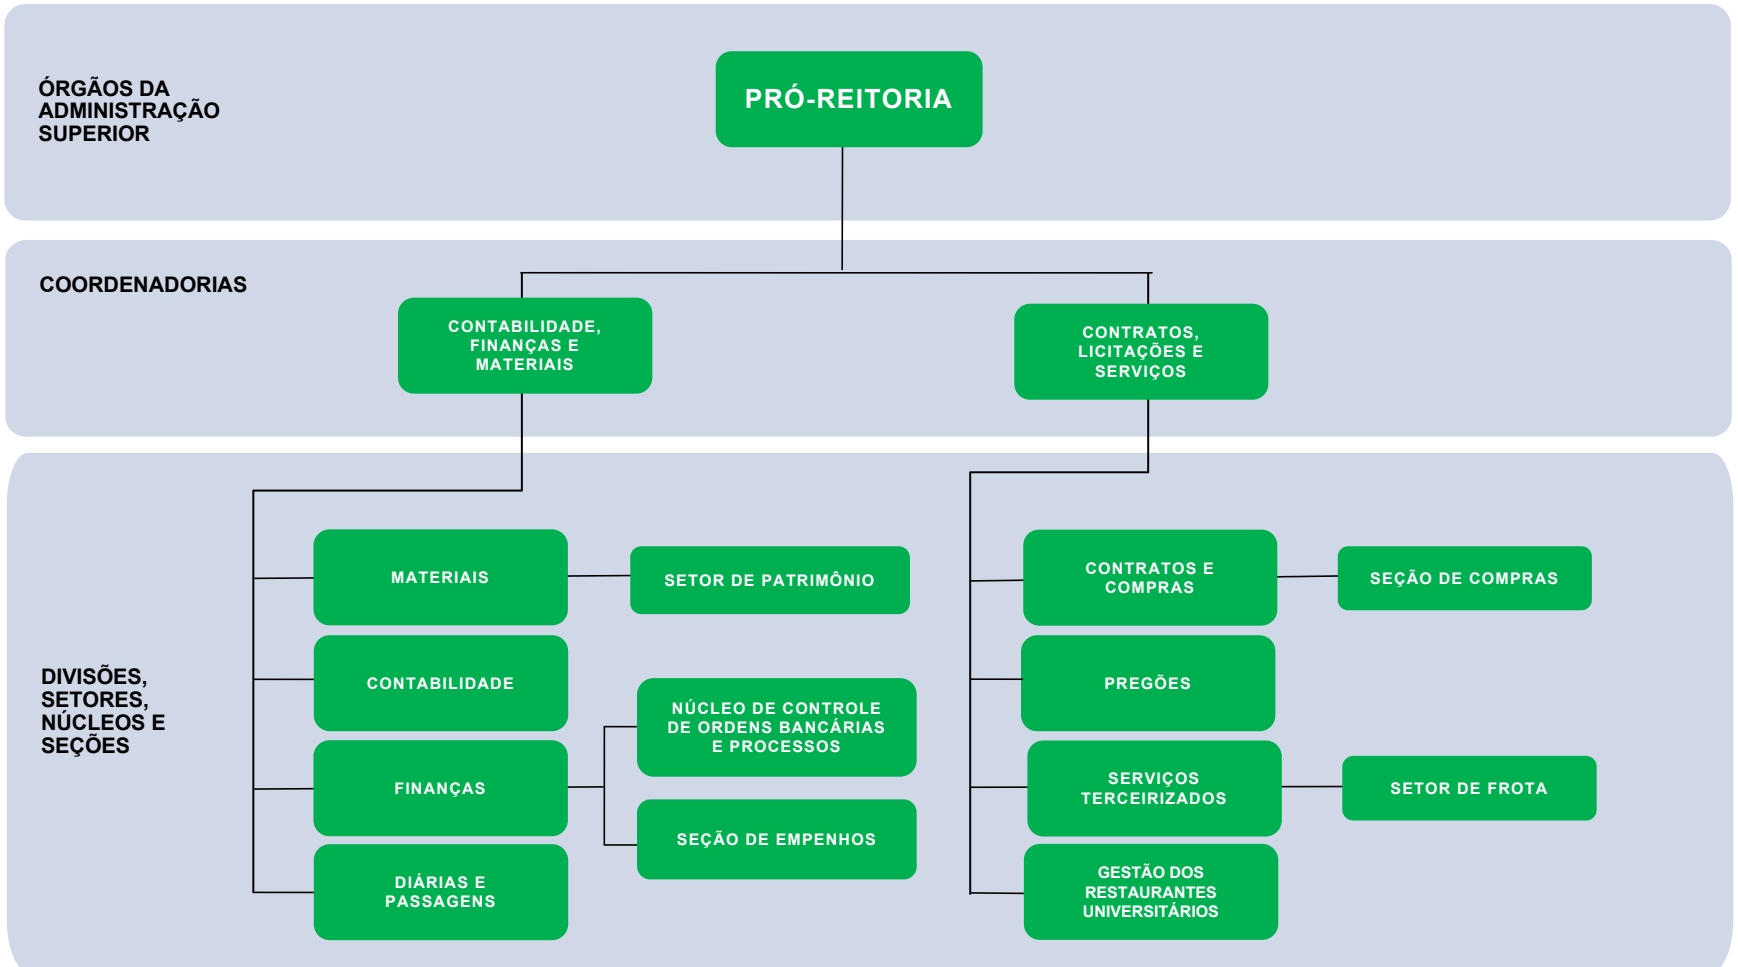 ÓRGÃOS DA
ADMINISTRAÇÃO
SUPERIOR
PRÓ-REITORIA
COORDENADORIAS
CONTABILIDADE,
FINANÇAS E
MATERIAIS
CONTRATOS,
LICITAÇÕES E
SERVIÇOS
DIVISÕES,
SETORES,
NÚCLEOS E
SEÇÕES
MATERIAIS
SETOR DE PATRIMÔNIO
CONTABILIDADE
FINANÇAS
NÚCLEO DE CONTROLE
DE ORDENS BANCÁRIAS
E PROCESSOS
SEÇÃO DE EMPENHOS
DIÁRIAS E
PASSAGENS
CONTRATOS E
COMPRAS
SEÇÃO DE COMPRAS
PREGÕES
SERVIÇOS
TERCEIRIZADOS
SETOR DE FROTA
GESTÃO DOS
RESTAURANTES
UNIVERSITÁRIOS